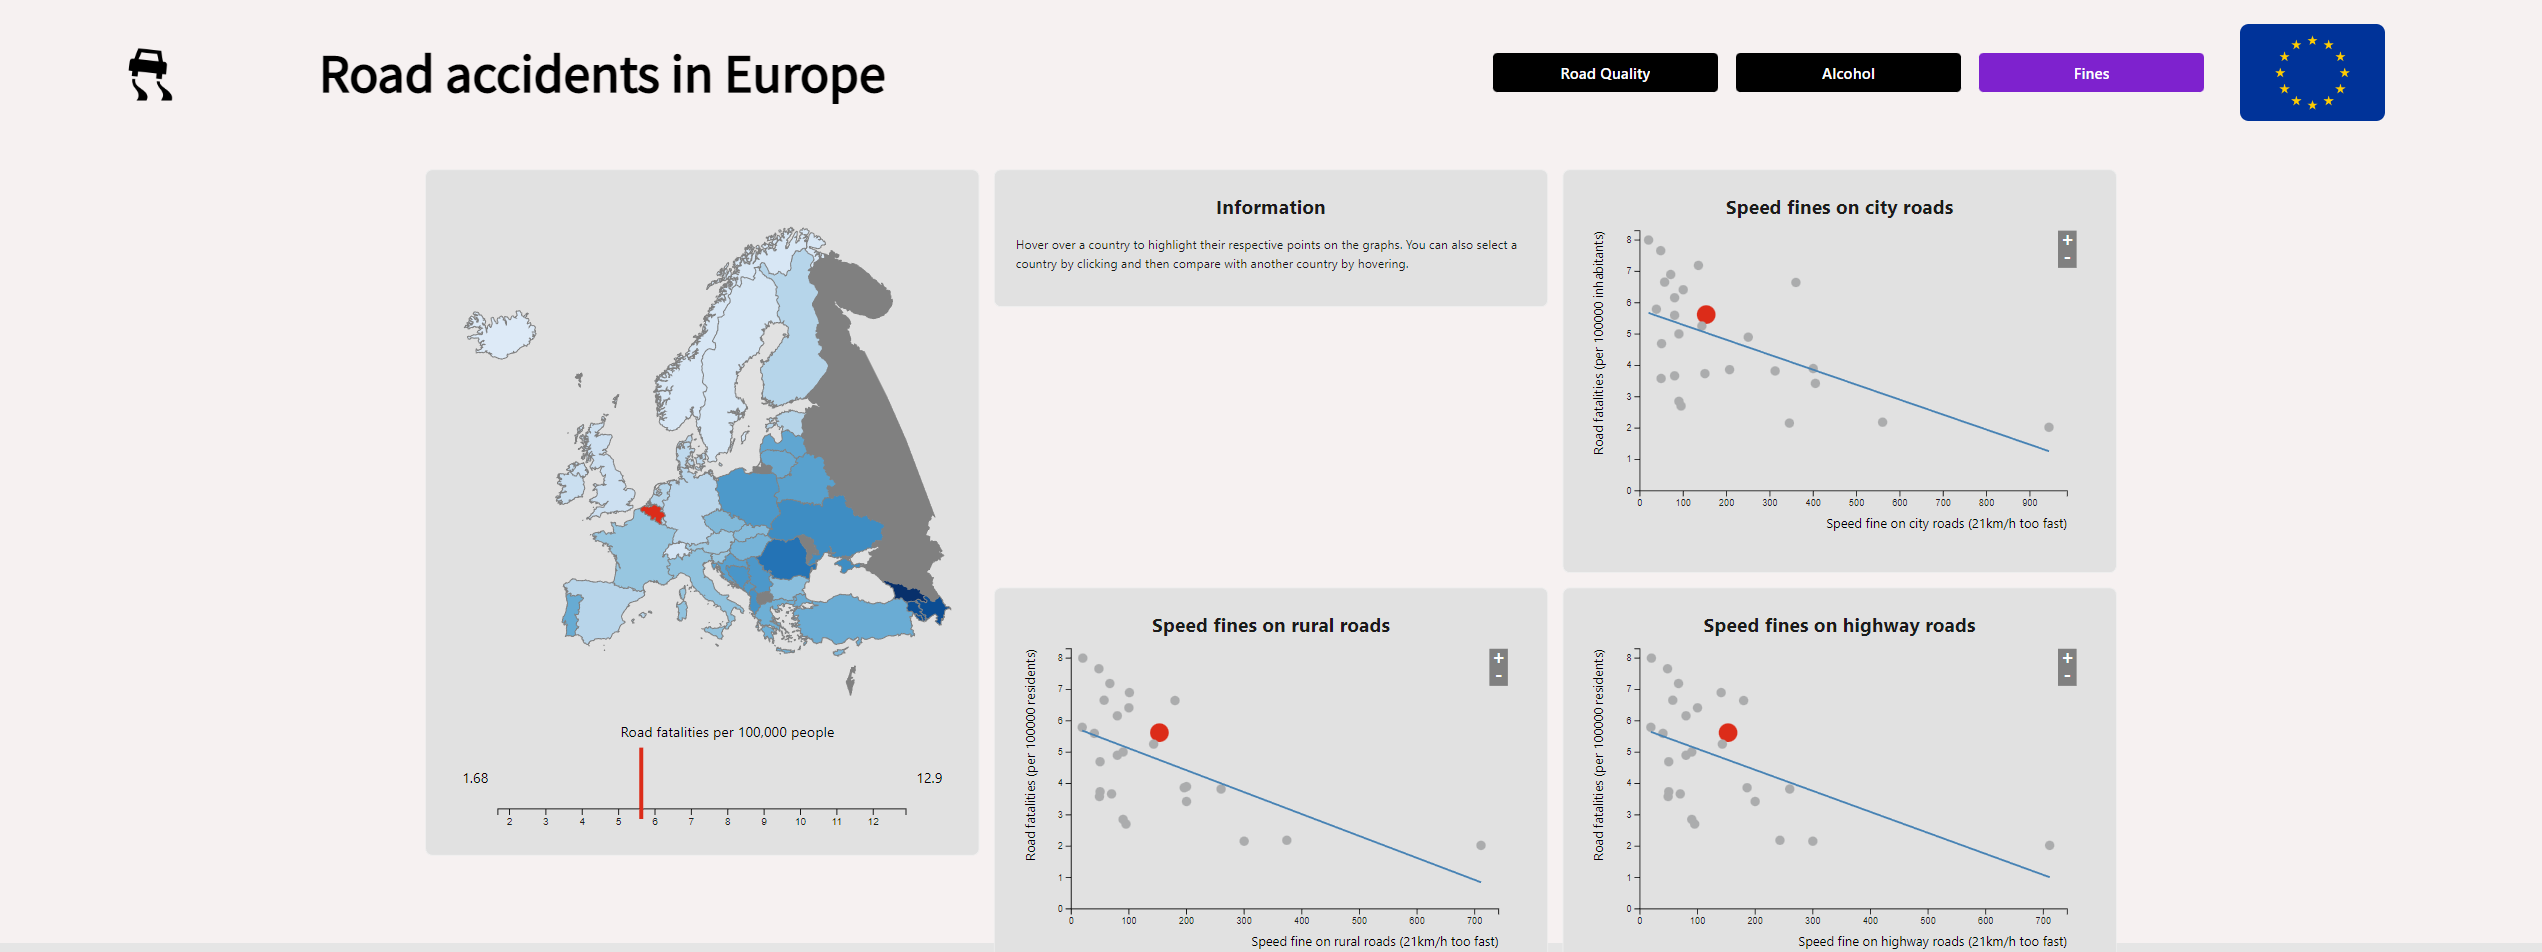 Road accidents in Europe
Road Quality
Alcohol
Fines
Road fatalities per 100,000 people
1.68
12.9
2 3 4 5 6 7 8 9 10 11 12
Information
Hover over a country to highlight their respective points on the graphs. You can also select a
country by clicking and then compare with another country by hovering.
Speed fines on city roads
+
-
Road fatalities (per 100000 inhabitants)
8
7
6
5
4
3
2
1
0
0 100 200 300 400 500 600 700 800 900
Speed fine on city roads (21km/h too fast)
Speed fines on rural roads
+
-
Road fatalities (per 100000 residents)
8
7
6
5
4
3
2
1
0
0 100 200 300 400 500 600 700
Speed fine on rural roads (21km/h too fast)
Speed fines on highway roads
+
-
Road fatalities (per 100000 residents)
8
7
6
5
4
3
2
1
0
0 100 200 300 400 500 600 700
Speed fine on highway roads (21km/h too fast)